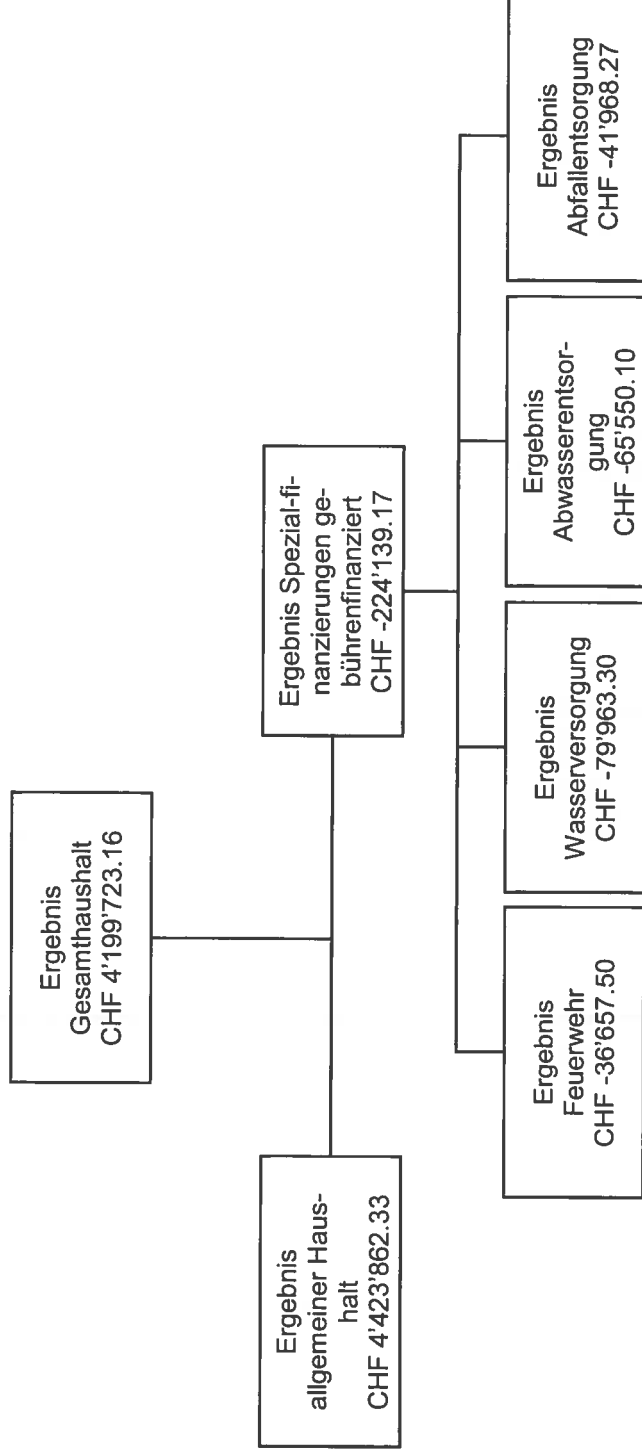 Ergebnis
Gesamthaushalt
CHF 4'199'723.16
Ergebnis
allgemeiner Haus-
halt
CHF 4'423'862.33
Ergebnis Spezial-fi-
nanzierungen ge-
bührenfinanziert
CHF -224'139.17
Ergebnis
Feuerwehr
CHF -36'657.50
Ergebnis
Wasserversorgung
CHF -79'963.30
Ergebnis
Abwasserentsor-
gung
CHF -65'550.10
Ergebnis
Abfallentsorgung
CHF -41'968.27